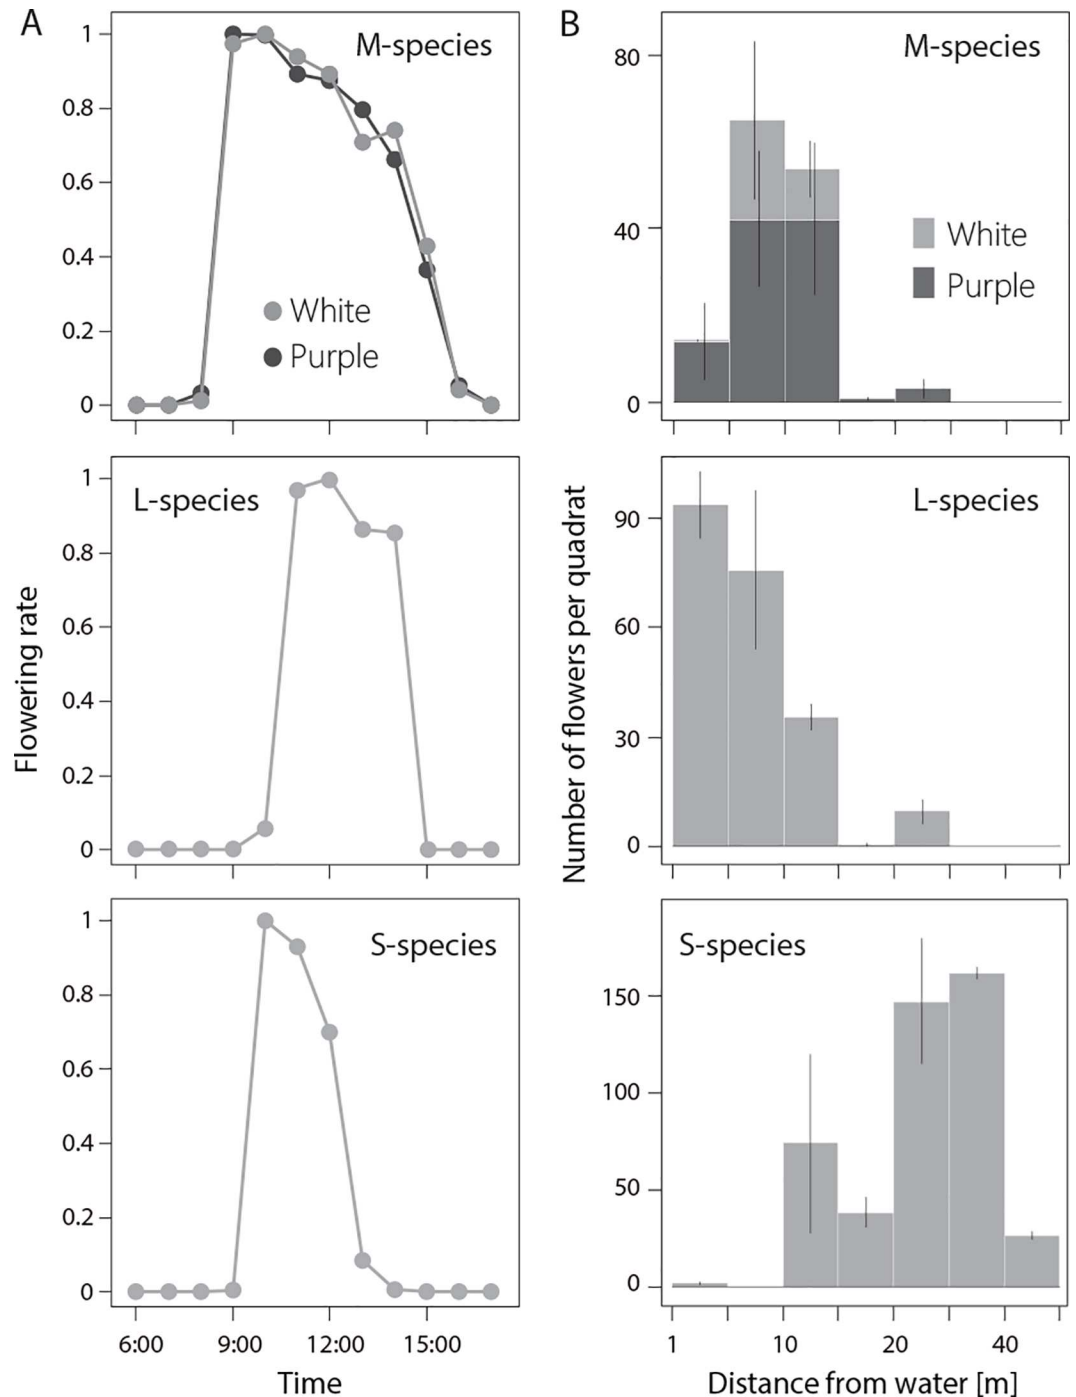 A
M-species
1
0.8
0.6
0.4
0.2
0
White
Purple
L-species
1
0.8
0.6
0.4
0.2
0
S-species
1
0.8
0.6
0.4
0.2
0
6:00
9:00
12:00
15:00
Time
Flowering rate
B
M-species
80
40
0
White
Purple
L-species
90
60
30
0
S-species
150
100
50
0
1
10
20
40
Distance from water [m]
Number of flowers per quadrat